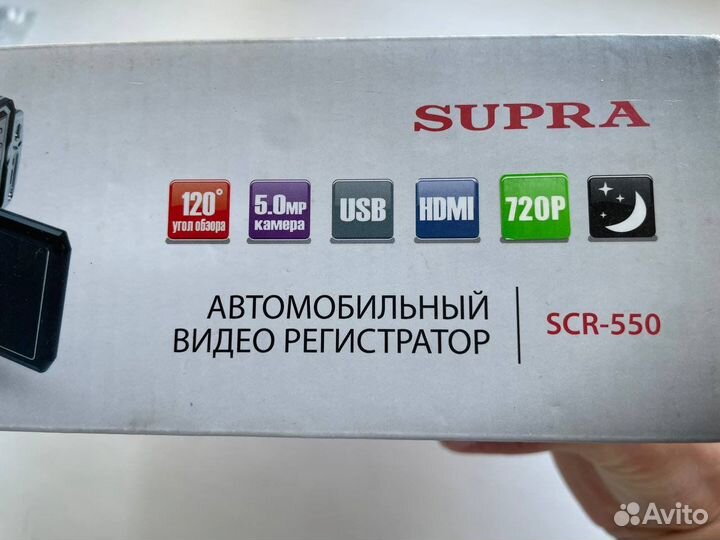 SUPRA
120°
угол обзора
5.0MP
камера
USB
HDMI
720P
АВТОМОБИЛЬНЫЙ
ВИДЕО РЕГИСТРАТОР
SCR-550
Avito